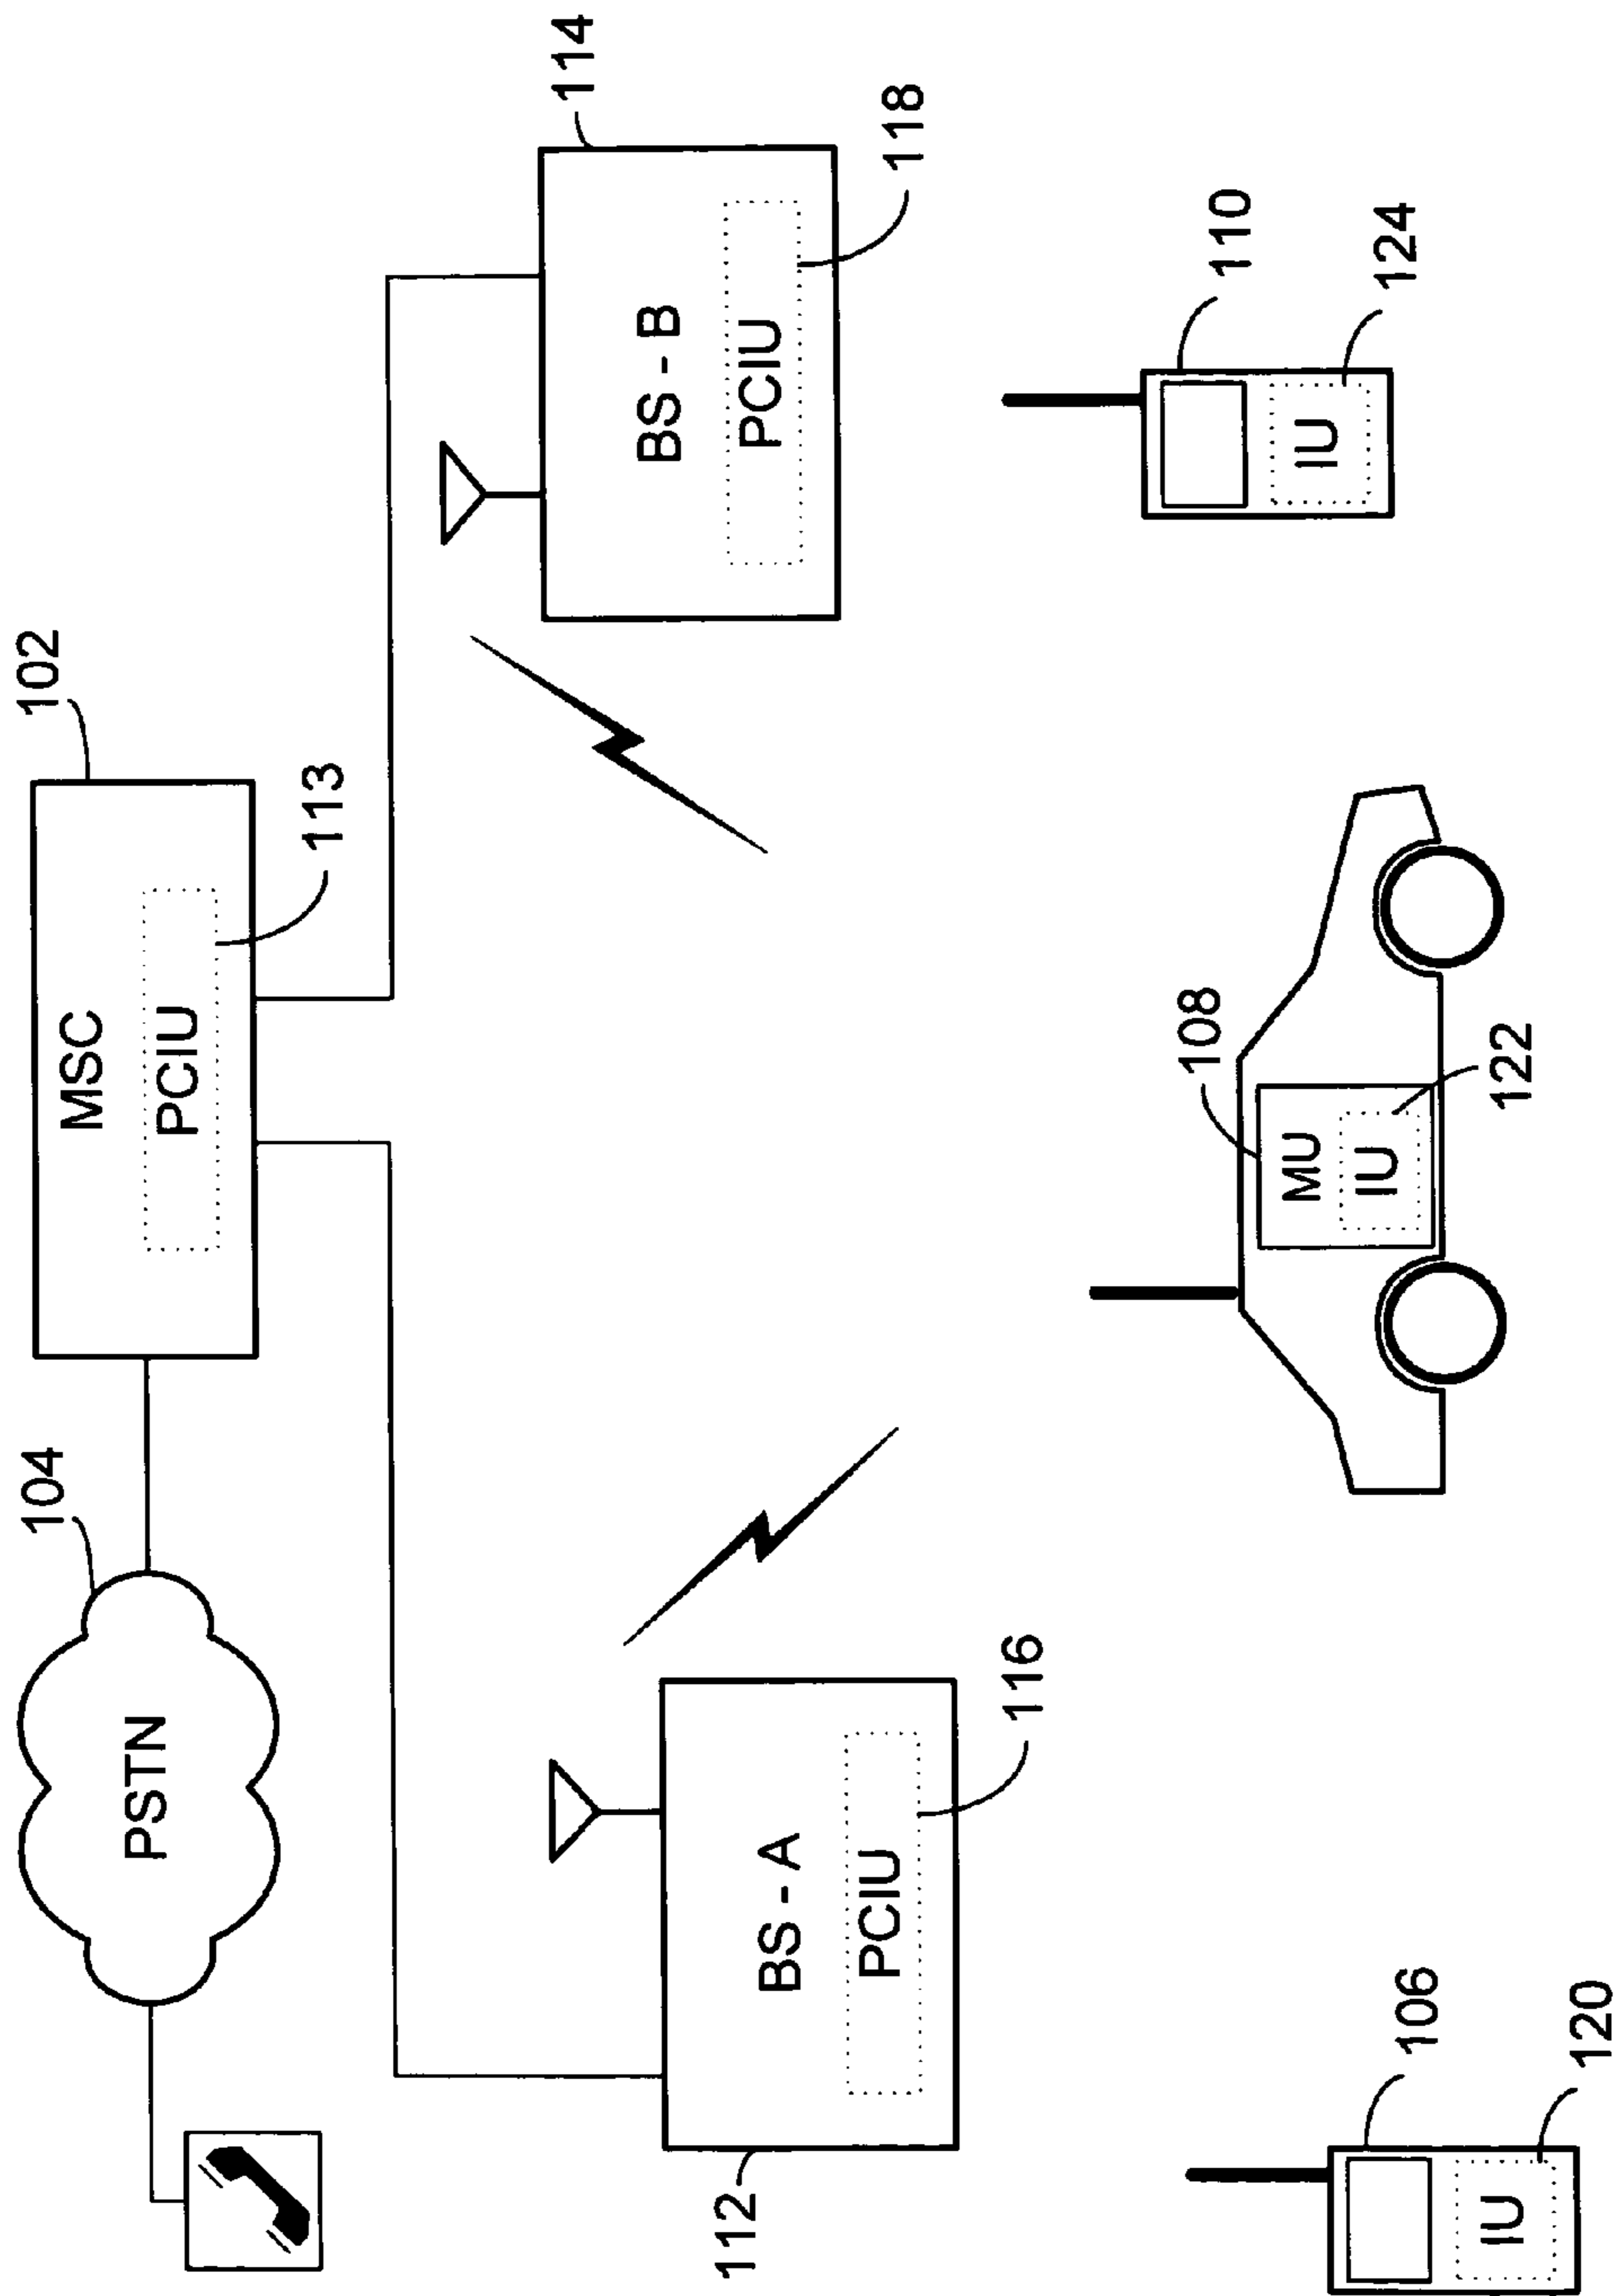 102
104
PSTN
MSC
PCIU
113
114
BS - B
PCIU
118
BS - A
PCIU
116
112
110
IU
124
108
MU
IU
122
106
IU
120